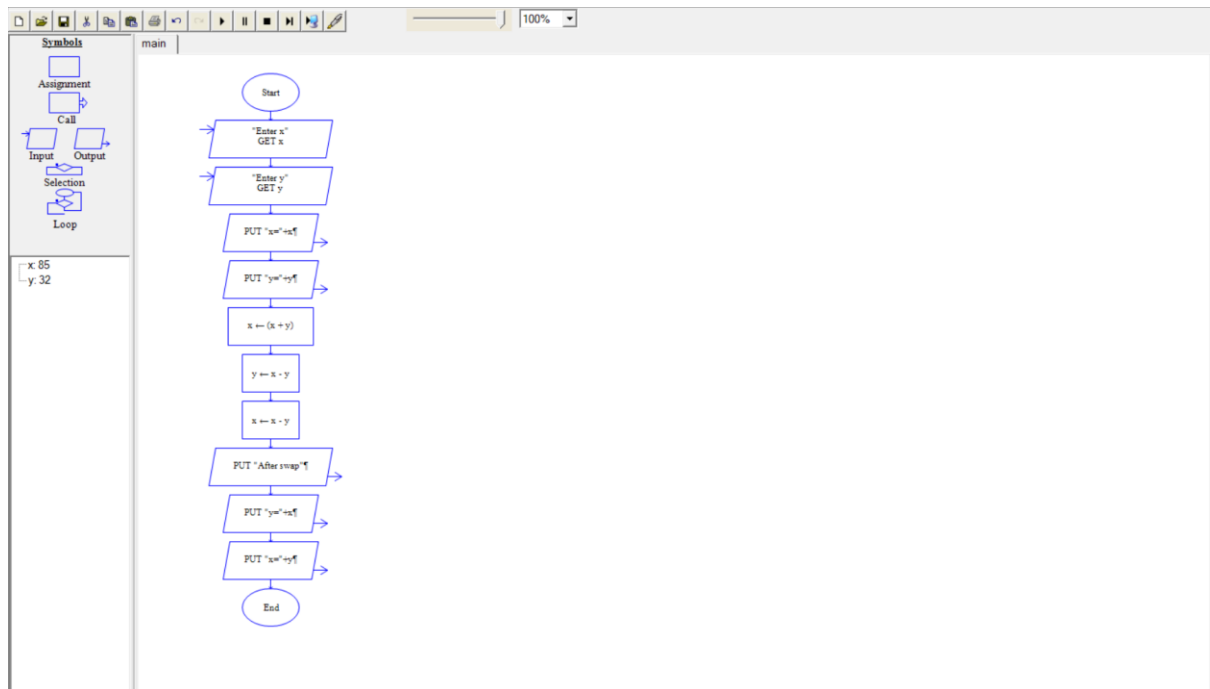 100%
Symbols
main
Assignment
Call
Input Output
Selection
Loop
x: 85
y: 32
Start
"Enter x"
GET x
"Enter y"
GET y
PUT "x="+x¶
PUT "y="+y¶
x ← (x + y)
y ← x - y
x ← x - y
PUT "After swap"¶
PUT "y="+x¶
PUT "x="+y¶
End